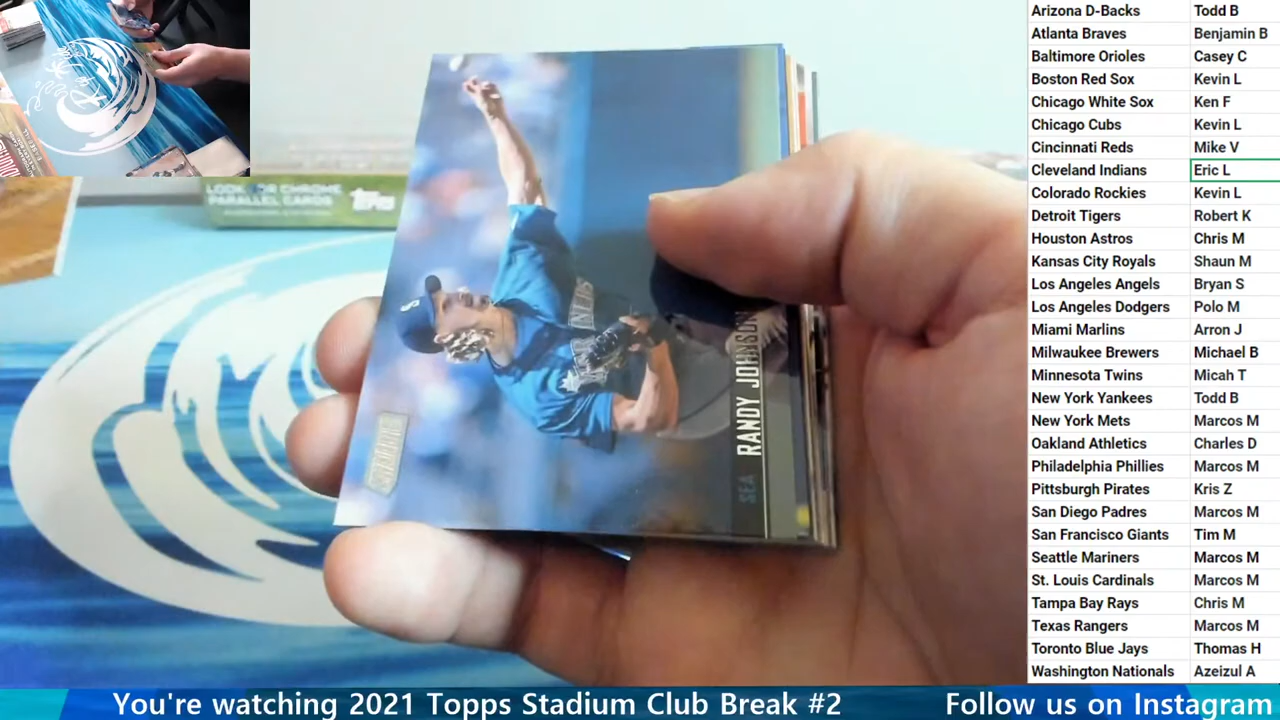 LOOK FOR CHROME
PARALLEL CARDS
Topps
S
MARINERS
SEA RANDY JOHNSON
Arizona D-Backs Todd B
Atlanta Braves Benjamin B
Baltimore Orioles Casey C
Boston Red Sox Kevin L
Chicago White Sox Ken F
Chicago Cubs Kevin L
Cincinnati Reds Mike V
Cleveland Indians Eric L
Colorado Rockies Kevin L
Detroit Tigers Robert K
Houston Astros Chris M
Kansas City Royals Shaun M
Los Angeles Angels Bryan S
Los Angeles Dodgers Polo M
Miami Marlins Arron J
Milwaukee Brewers Michael B
Minnesota Twins Micah T
New York Yankees Todd B
New York Mets Marcos M
Oakland Athletics Charles D
Philadelphia Phillies Marcos M
Pittsburgh Pirates Kris Z
San Diego Padres Marcos M
San Francisco Giants Tim M
Seattle Mariners Marcos M
St. Louis Cardinals Marcos M
Tampa Bay Rays Chris M
Texas Rangers Marcos M
Toronto Blue Jays Thomas H
Washington Nationals Azeizul A
You're watching 2021 Topps Stadium Club Break #2 Follow us on Instagram